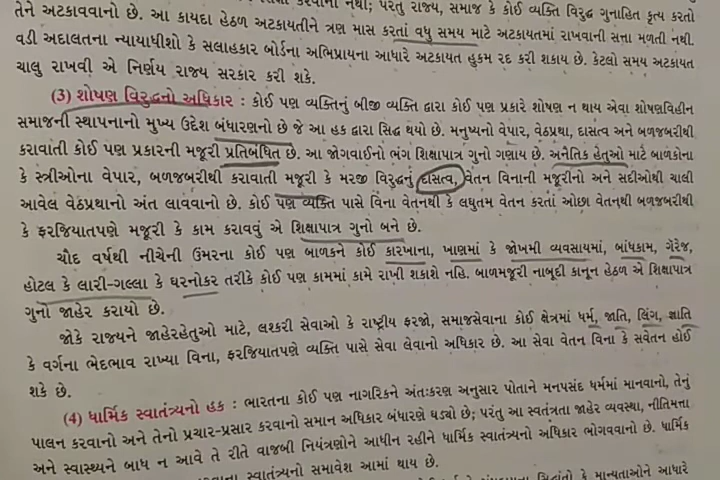 તેને અટકાવવાનો છે. આ કાયદા હેઠળ અટકાયતીને ત્રણ માસ કરતાં વધુ સમય માટે અટકાયતમાં રાખવાની સત્તા મળતી નથી.
વડી અદાલતના ન્યાયાધીશો કે સલાહકાર બોર્ડના અભિપ્રાયના આધારે અટકાયત હુકમ રદ કરી શકાય છે. કેટલો સમય અટકાયત
ચાલુ રાખવી એ નિર્ણય રાજ્ય સરકાર કરી શકે.
(3) શોષણ વિરુદ્ધનો અધિકાર : કોઈ પણ વ્યક્તિનું બીજી વ્યક્તિ દ્વારા કોઈ પણ પ્રકારે શોષણ ન થાય એવા શોષણવિહીન
સમાજની સ્થાપનાનો મુખ્ય ઉદેશ બંધારણનો છે જે આ હક દ્વારા સિદ્ધ થયો છે. મનુષ્યનો વેપાર, વેઠપ્રથા, દાસત્વ અને બળજબરીથી
કરાવાતી કોઈ પણ પ્રકારની મજૂરી પ્રતિબંધિત છે. આ જોગવાઈનો ભંગ શિક્ષાપાત્ર ગુનો ગણાય છે. અનૈતિક હેતુઓ માટે બાળકોના
કે સ્ત્રીઓના વેપાર, બળજબરીથી કરાવાતી મજૂરી કે મરજી વિરુદ્ધનું દાસત્વ, વેતન વિનાની મજૂરીનો અને સદીઓથી ચાલી
આવેલ વેઠપ્રથાનો અંત લાવવાનો છે. કોઈ પણ વ્યક્તિ પાસે વિના વેતનથી કે લઘુતમ વેતન કરતાં ઓછા વેતનથી બળજબરીથી
કે ફરજિયાતપણે મજૂરી કે કામ કરાવવું એ શિક્ષાપાત્ર ગુનો બને છે.
ચૌદ વર્ષથી નીચેની ઉંમરના કોઈ પણ બાળકને કોઈ કારખાના, ખાણમાં કે જોખમી વ્યવસાયમાં, બાંધકામ, ગૅરેજ,
હોટલ કે લારી-ગલ્લા કે ઘરનોકર તરીકે કોઈ પણ કામમાં કામે રાખી શકાશે નહિ. બાળમજૂરી નાબૂદી કાનૂન હેઠળ એ શિક્ષાપાત્ર
ગુનો જાહેર કરાયો છે.
જોકે રાજ્યને જાહેરહેતુઓ માટે, લશ્કરી સેવાઓ કે રાષ્ટ્રીય ફરજો, સમાજસેવાના કોઈ ક્ષેત્રમાં ધર્મ, જાતિ, લિંગ, જ્ઞાતિ
કે વર્ગના ભેદભાવ રાખ્યા વિના, ફરજિયાતપણે વ્યક્તિ પાસે સેવા લેવાનો અધિકાર છે. આ સેવા વેતન વિના કે સવેતન હોઈ
શકે છે.
(4) ધાર્મિક સ્વાતંત્ર્યનો હક : ભારતના કોઈ પણ નાગરિકને અંતઃકરણ અનુસાર પોતાને મનપસંદ ધર્મમાં માનવાનો, તેનું
પાલન કરવાનો અને તેનો પ્રચાર-પ્રસાર કરવાનો સમાન અધિકાર બંધારણે ઘડ્યો છે; પરંતુ આ સ્વતંત્રતા જાહેર વ્યવસ્થા, નીતિમત્તા
અને સ્વાસ્થ્યને બાધ ન આવે તે રીતે વાજબી નિયંત્રણોને આધીન રહીને ધાર્મિક સ્વાતંત્ર્યનો અધિકાર ભોગવવાનો છે. ધાર્મિક
સ્વાતંત્ર્યનો સમાવેશ આમાં થાય છે.